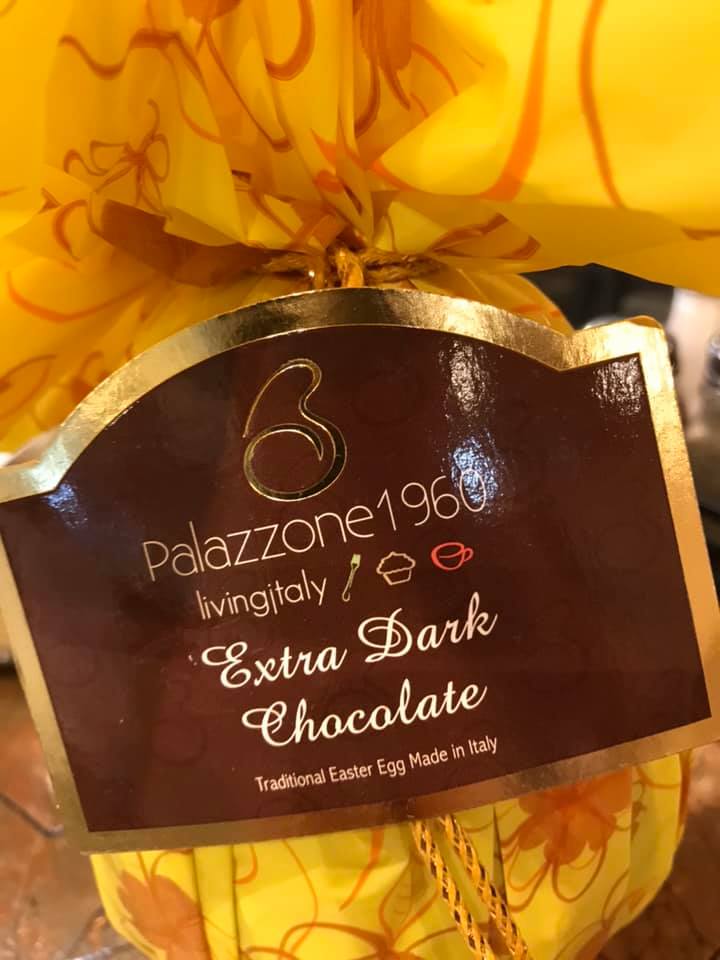 Palazzone1960
livingitaly
Extra Dark
Chocolate
Traditional Easter Egg Made in Italy